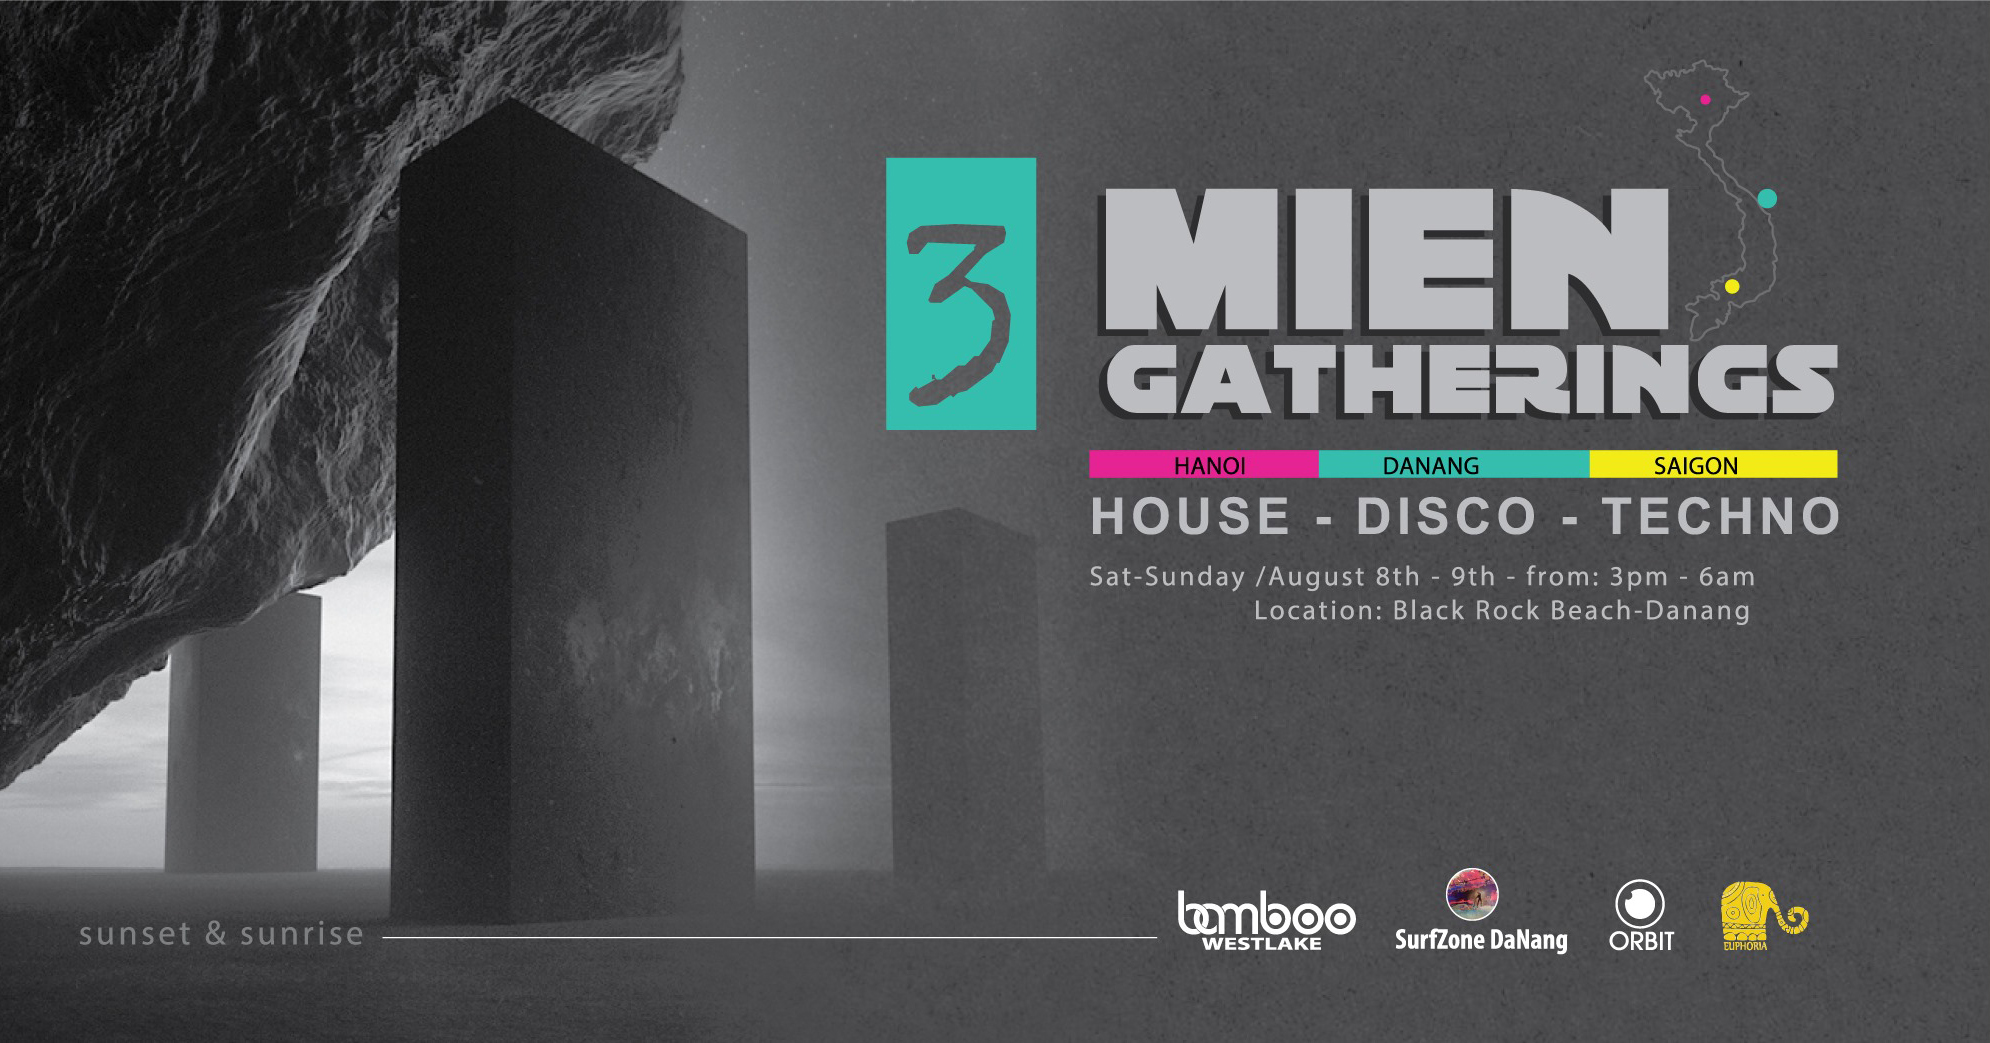 3
MIEN
GATHERINGS
HANOI DANANG SAIGON
HOUSE - DISCO - TECHNO
Sat-Sunday /August 8th - 9th - from: 3pm - 6am
Location: Black Rock Beach-Danang
sunset & sunrise
bamboo
WESTLAKE
SurfZone DaNang
ORBIT
EUPHORIA